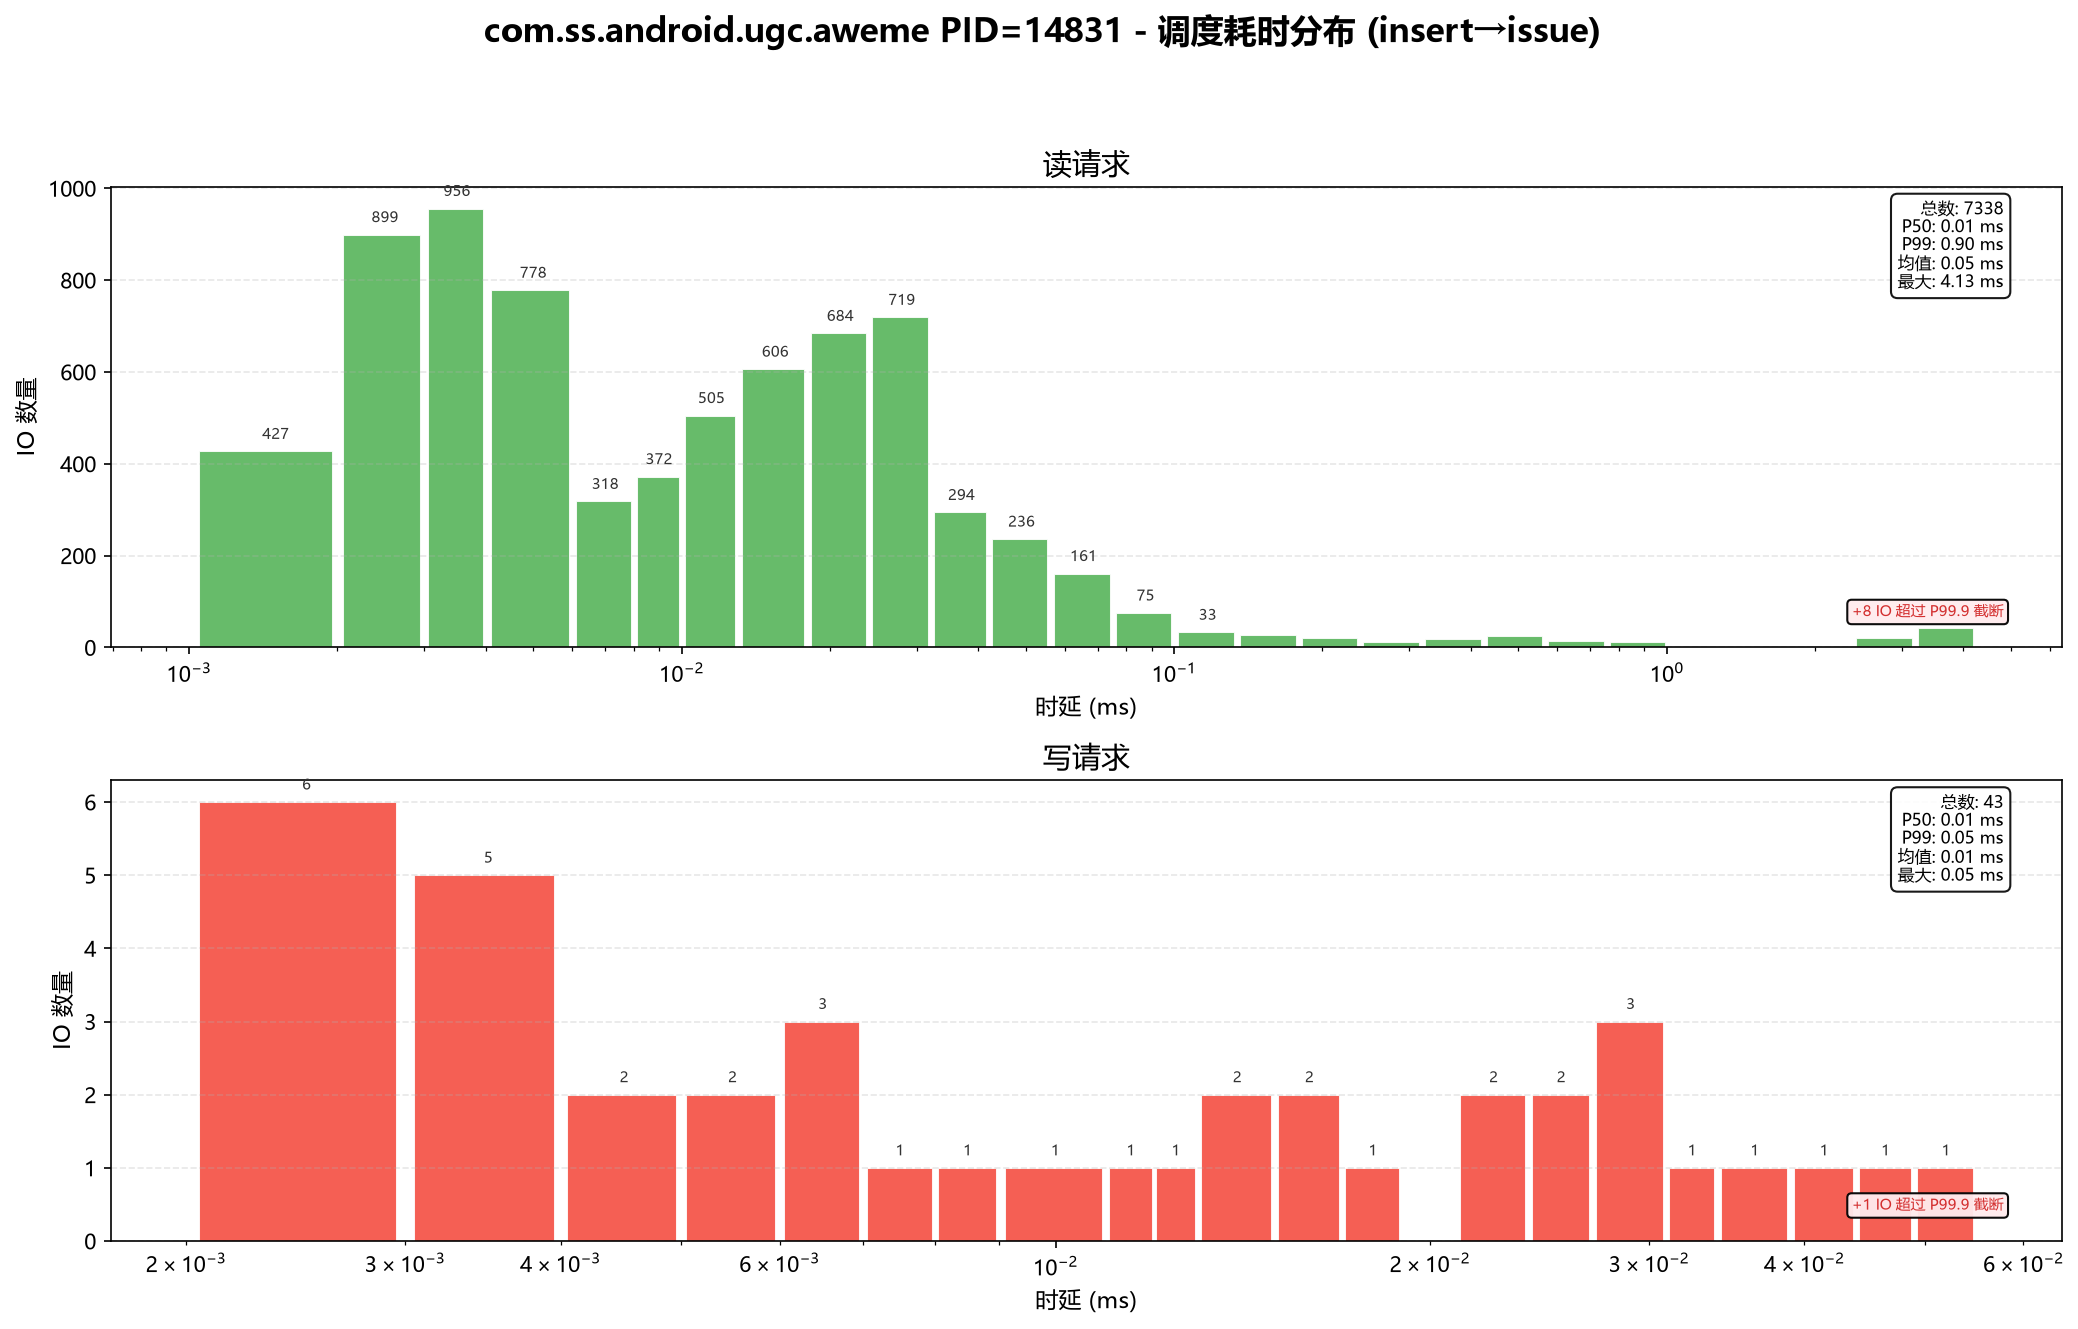 com.ss.android.ugc.aweme PID=14831 - 调度耗时分布 (insert→issue)
读请求
IO 数量
1000
800
600
400
200
0
427
899
956
778
318
372
505
606
684
719
294
236
161
75
33
总数: 7338
P50: 0.01 ms
P99: 0.90 ms
均值: 0.05 ms
最大: 4.13 ms
+8 IO 超过 P99.9 截断
10⁻³ 10⁻² 10⁻¹ 10⁰
时延 (ms)
写请求
IO 数量
6
5
4
3
2
1
0
6
5
2
2
3
1
1
1
1
1
2
2
1
2
2
3
1
1
1
1
1
总数: 43
P50: 0.01 ms
P99: 0.05 ms
均值: 0.01 ms
最大: 0.05 ms
+1 IO 超过 P99.9 截断
2 × 10⁻³ 3 × 10⁻³ 4 × 10⁻³ 6 × 10⁻³ 10⁻² 2 × 10⁻² 3 × 10⁻² 4 × 10⁻² 6 × 10⁻²
时延 (ms)